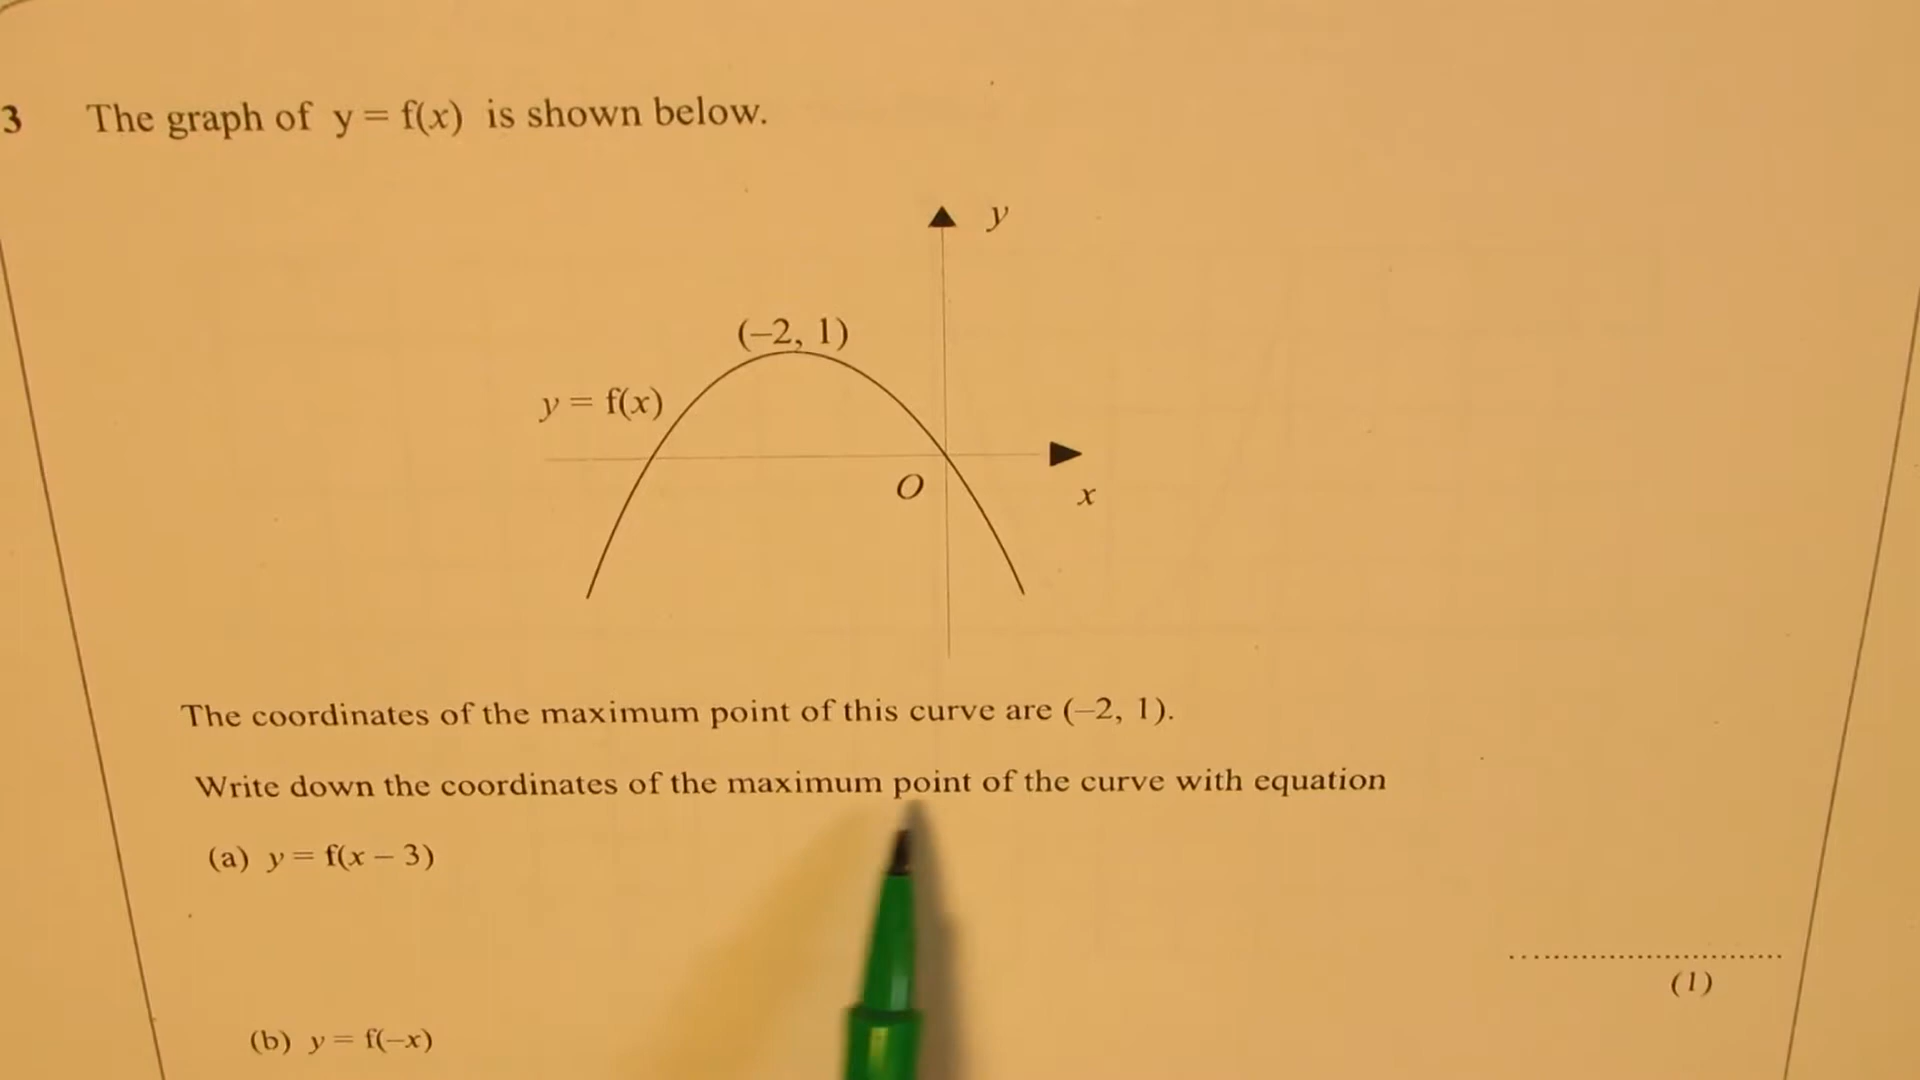 3 The graph of y = f(x) is shown below.
y
(–2, 1)
y = f(x)
O
x
The coordinates of the maximum point of this curve are (–2, 1).
Write down the coordinates of the maximum point of the curve with equation
(a) y = f(x – 3)
(1)
(b) y = f(–x)